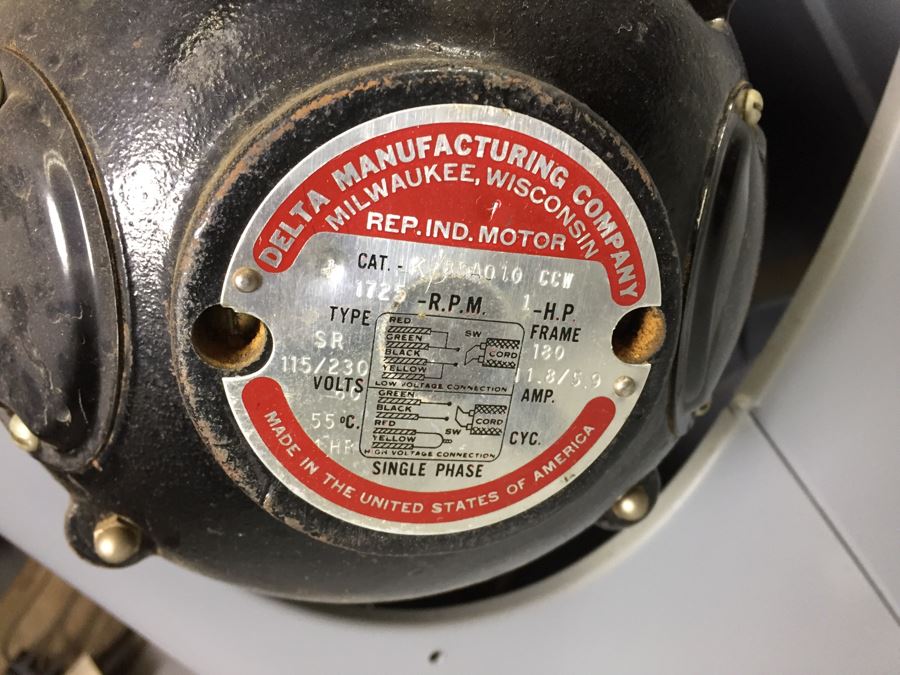 DELTA MANUFACTURING COMPANY
MILWAUKEE, WISCONSIN
REP. IND. MOTOR
CAT. - CCW
-R.P.M. 1 -H.P.
TYPE FRAME
SR 180
115/230 11.8/5.9
VOLTS AMP.
60
55 °C. CYC.
1HR
RED
GREEN
BLACK
YELLOW
SW
CORD
LOW VOLTAGE CONNECTION
GREEN
BLACK
RED
YELLOW
SW
CORD
HIGH VOLTAGE CONNECTION
SINGLE PHASE
MADE IN THE UNITED STATES OF AMERICA